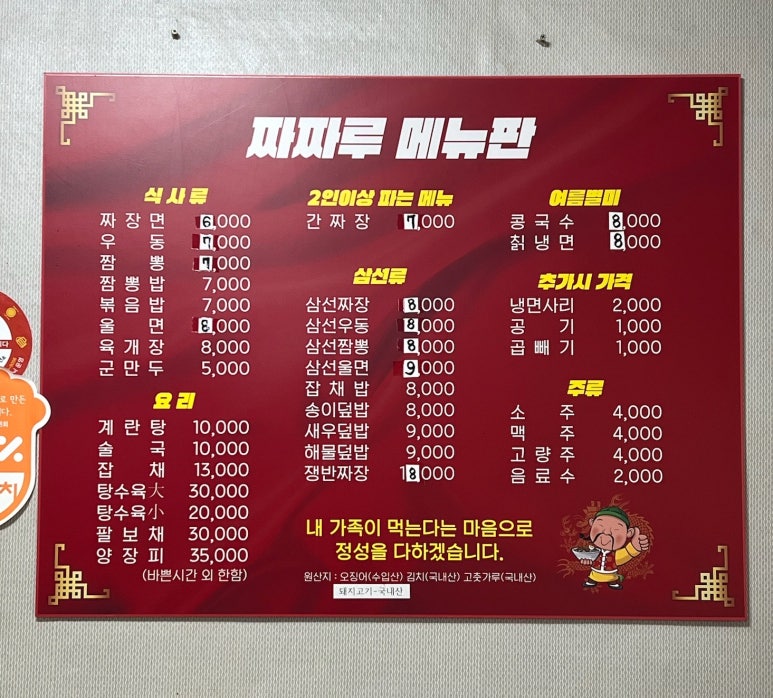 짜짜루 메뉴판
식사류
짜장면 6,000
우동 7,000
짬뽕 7,000
짬뽕밥 7,000
볶음밥 7,000
울면 8,000
육개장 8,000
군만두 5,000
요리
계란탕 10,000
술국 10,000
잡채 13,000
탕수육大 30,000
탕수육小 20,000
팔보채 30,000
양장피 35,000
(바쁜시간 외 한함)
2인이상 파는 메뉴
간짜장 7,000
삼선류
삼선짜장 8,000
삼선우동 8,000
삼선짬뽕 8,000
삼선울면 9,000
잡채밥 8,000
송이덮밥 8,000
새우덮밥 9,000
해물덮밥 9,000
쟁반짜장 18,000
여름별미
콩국수 8,000
칡냉면 8,000
추가시 가격
냉면사리 2,000
공기 1,000
곱빼기 1,000
주류
소주 4,000
맥주 4,000
고량주 4,000
음료수 2,000
내 가족이 먹는다는 마음으로
정성을 다하겠습니다.
원산지 : 오징어(수입산) 김치(국내산) 고춧가루(국내산)
돼지고기-국내산